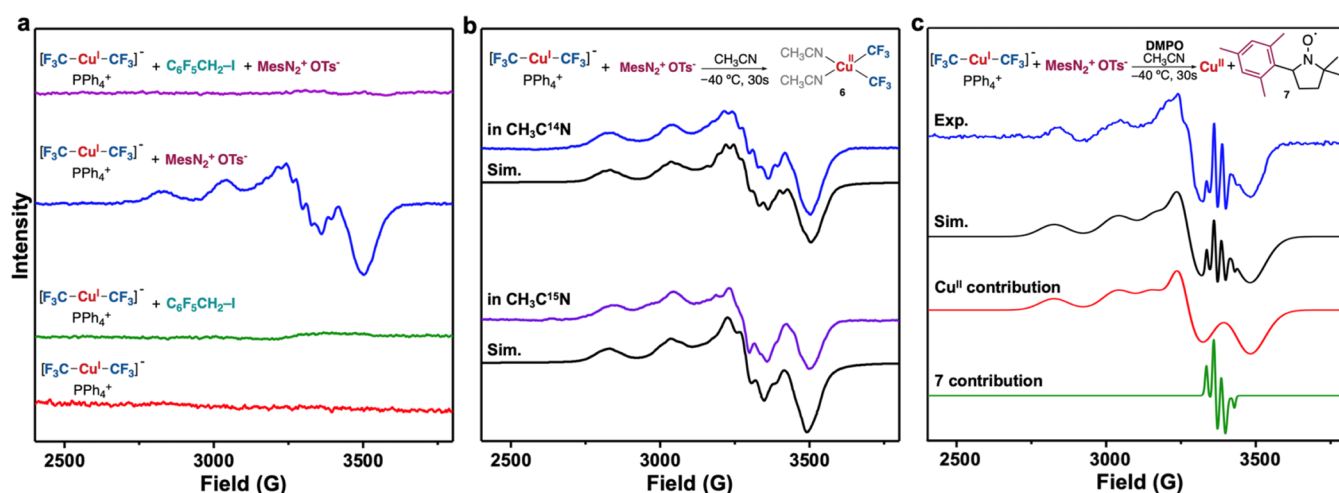 a
[F₃C–Cuᴵ–CF₃]⁻ + C₆F₅CH₂–I + MesN₂⁺ OTs⁻
PPh₄⁺
[F₃C–Cuᴵ–CF₃]⁻ + MesN₂⁺ OTs⁻
PPh₄⁺
[F₃C–Cuᴵ–CF₃]⁻ + C₆F₅CH₂–I
PPh₄⁺
[F₃C–Cuᴵ–CF₃]⁻
PPh₄⁺
Intensity
2500 3000 3500
Field (G)
b
[F₃C–Cuᴵ–CF₃]⁻ + MesN₂⁺ OTs⁻
PPh₄⁺
CH₃CN
–40 ºC, 30s
CH₃CN CF₃
Cuᴵᴵ
CH₃CN CF₃
6
in CH₃C¹⁴N
Sim.
in CH₃C¹⁵N
Sim.
2500 3000 3500
Field (G)
c
[F₃C–Cuᴵ–CF₃]⁻ + MesN₂⁺ OTs⁻
PPh₄⁺
DMPO
CH₃CN
–40 ºC, 30s
Cuᴵᴵ +
O•
N
7
Exp.
Sim.
Cuᴵᴵ contribution
7 contribution
2500 3000 3500
Field (G)